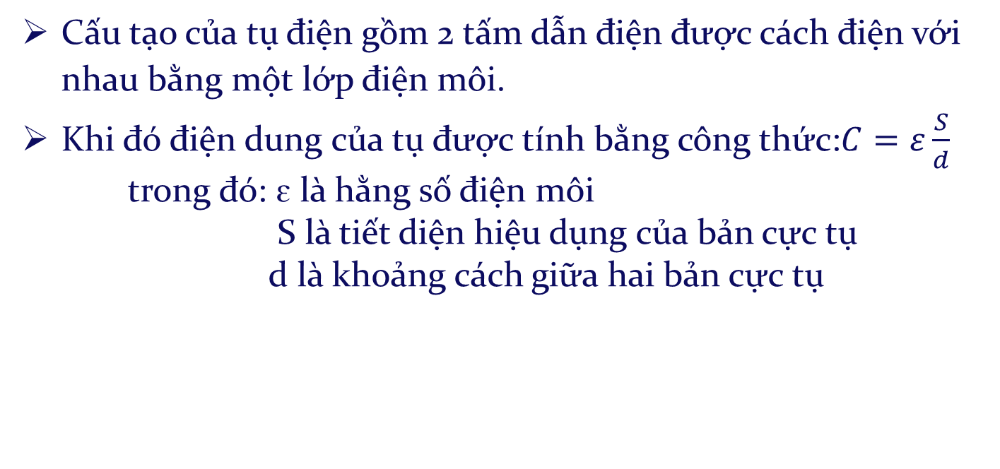 ➢ Cấu tạo của tụ điện gồm 2 tấm dẫn điện được cách điện với
nhau bằng một lớp điện môi.
➢ Khi đó điện dung của tụ được tính bằng công thức:𝐶 = 𝜀 𝑆/𝑑
trong đó: ε là hằng số điện môi
S là tiết diện hiệu dụng của bản cực tụ
d là khoảng cách giữa hai bản cực tụ